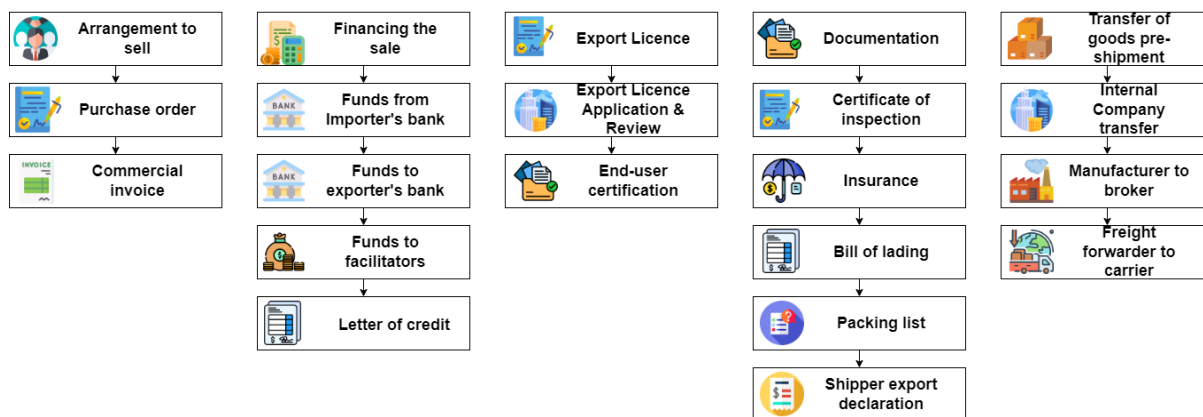 Arrangement to
sell
Purchase order
INVOICE
Commercial
invoice
Financing the
sale
BANK
Funds from
Importer's bank
BANK
Funds to
exporter's bank
Funds to
facilitators
Letter of credit
Export Licence
Export Licence
Application &
Review
End-user
certification
Documentation
Certificate of
inspection
Insurance
Bill of lading
Packing list
Shipper export
declaration
Transfer of
goods pre-
shipment
Internal
Company
transfer
Manufacturer to
broker
Freight
forwarder to
carrier